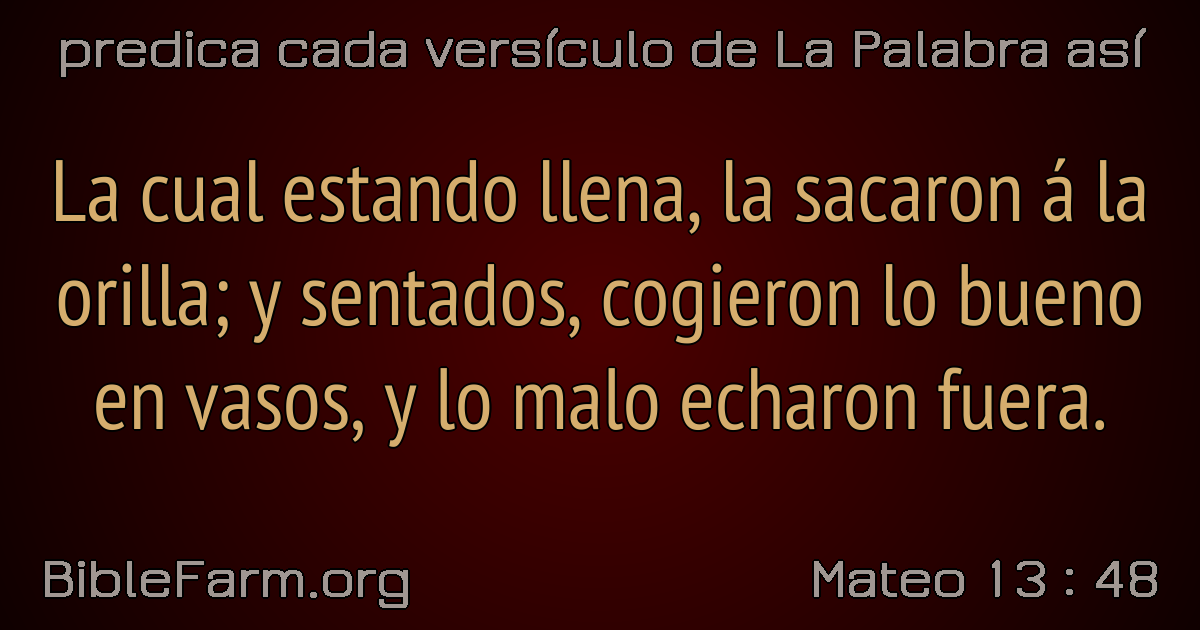 predica cada versículo de La Palabra así
La cual estando llena, la sacaron á la
orilla; y sentados, cogieron lo bueno
en vasos, y lo malo echaron fuera.
BibleFarm.org
Mateo 13 : 48